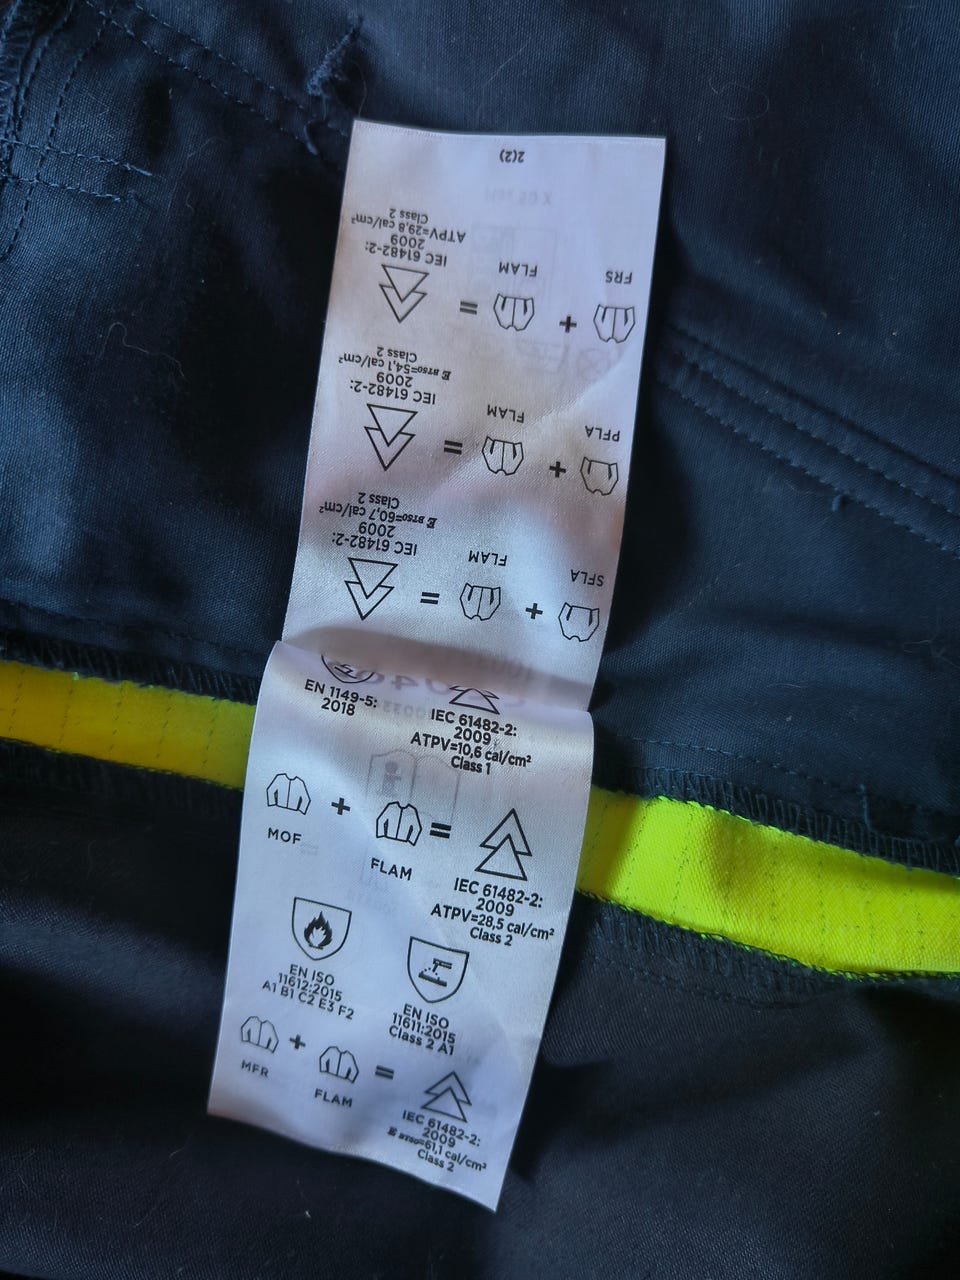 EN 1149-5:
2018
IEC 61482-2:
2009
ATPV=10,6 cal/cm²
Class 1
+
=
MOF
FLAM
IEC 61482-2:
2009
ATPV=28,5 cal/cm²
Class 2
EN ISO
11612:2015
A1 B1 C2 E3 F2
EN ISO
11611:2015
Class 2 A1
+
=
MFR
FLAM
IEC 61482-2:
2009
E BT50=61,1 cal/cm²
Class 2
+
=
SFLA
FLAM
IEC 61482-2:
2009
E BT50=60,7 cal/cm²
Class 2
+
=
PFLA
FLAM
IEC 61482-2:
2009
E BT50=54,1 cal/cm²
Class 2
+
=
FRS
FLAM
IEC 61482-2:
2009
ATPV=29,8 cal/cm²
Class 2
2(2)